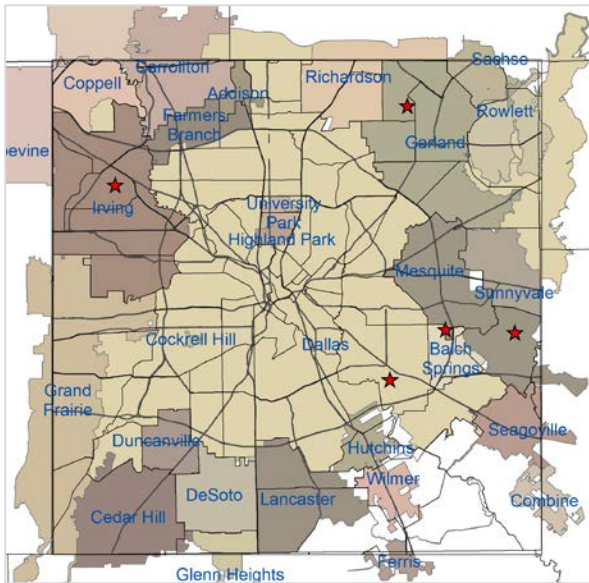 Sachse
Carrollton
Coppell
Richardson
Addison
Rowlett
Farmers
Branch
Garland
evine
Irving
University
Park
Highland Park
Mesquite
Sunnyvale
Cockrell Hill
Dallas
Balch
Springs
Grand
Prairie
Seagoville
Duncanville
Hutchins
Wilmer
DeSoto
Lancaster
Combine
Cedar Hill
Ferris
Glenn Heights